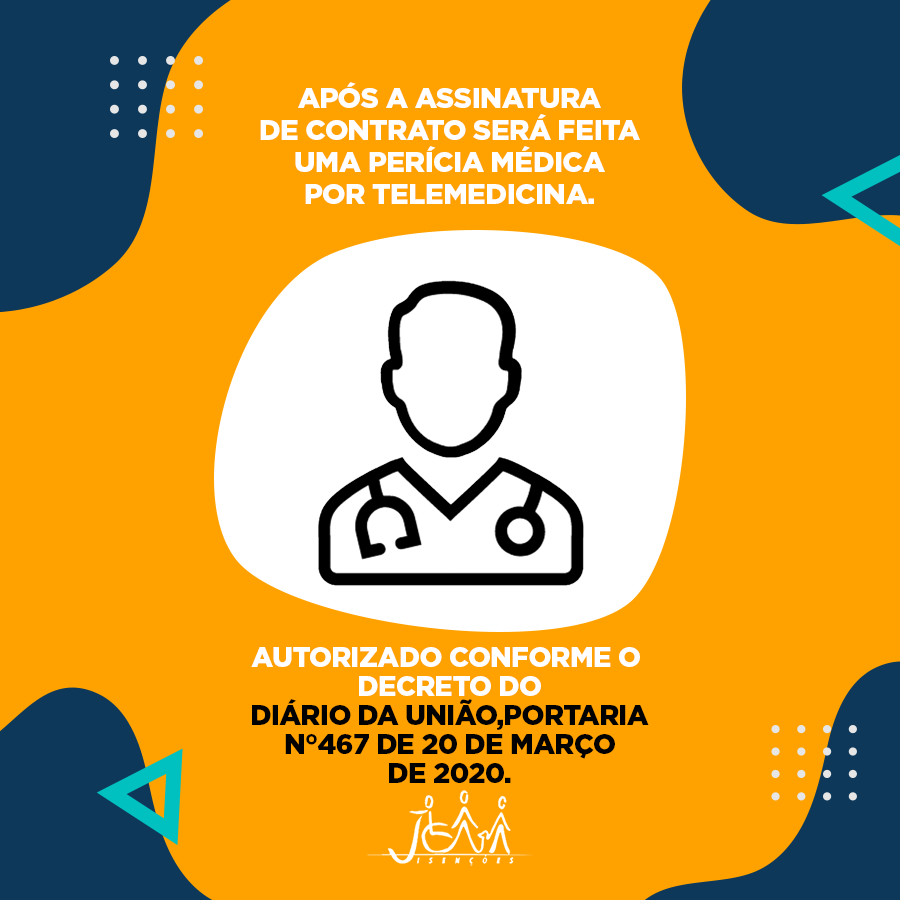 APÓS A ASSINATURA
DE CONTRATO SERÁ FEITA
UMA PERÍCIA MÉDICA
POR TELEMEDICINA.
AUTORIZADO CONFORME O
DECRETO DO
DIÁRIO DA UNIÃO,PORTARIA
Nº467 DE 20 DE MARÇO
DE 2020.
ISENÇÕES